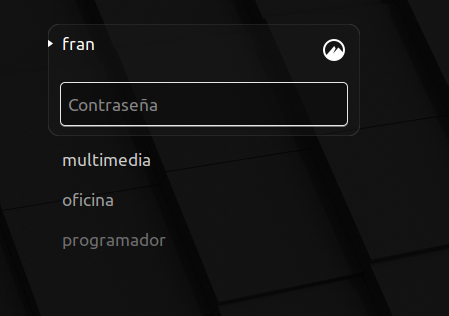 fran
Contraseña
multimedia
oficina
programador